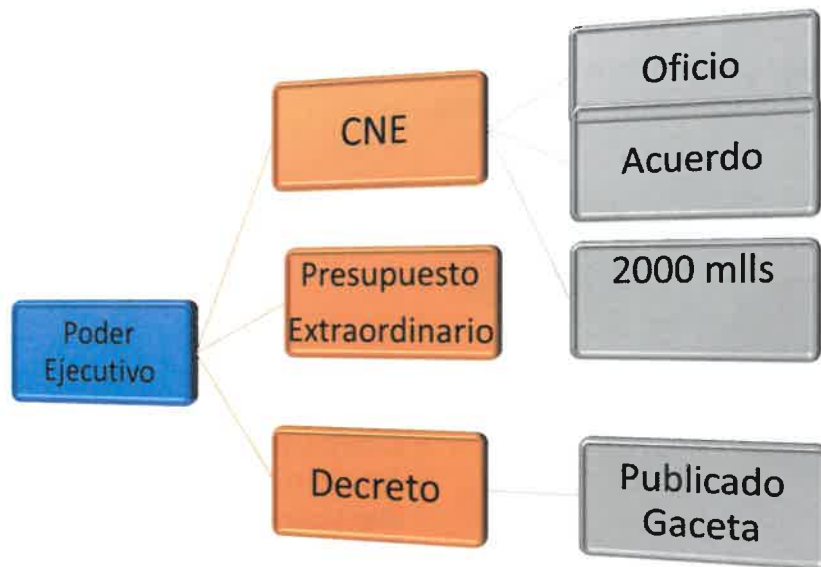 Poder
Ejecutivo
CNE
Presupuesto
Extraordinario
Decreto
Oficio
Acuerdo
2000 mlls
Publicado
Gaceta